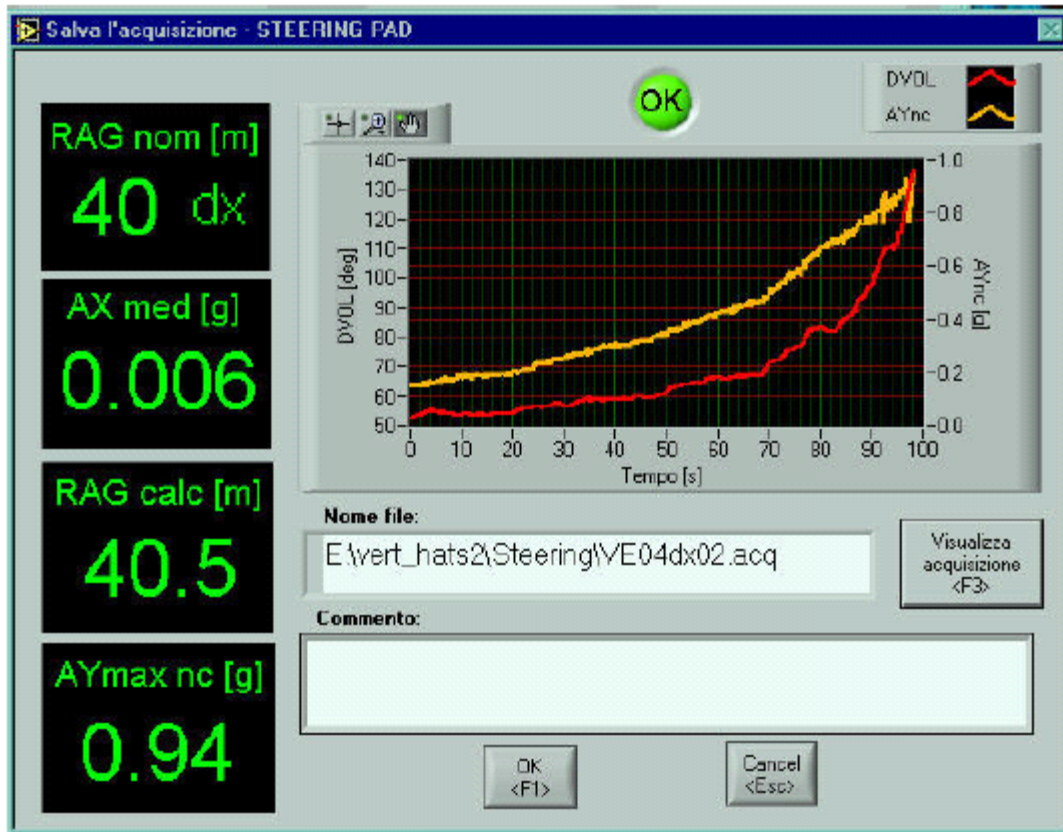 Salva l'acquisizione - STEERING PAD
RAG nom [m]
40 dx
AX med [g]
0.006
RAG calc [m]
40.5
AYmax nc [g]
0.94
OK
DVOL
AYnc
140
130
120
110
100
90
80
70
60
50
DVOL [deg]
1.0
0.8
0.6
0.4
0.2
0.0
AYnc [g]
0 10 20 30 40 50 60 70 80 90 100
Tempo [s]
Nome file:
E:\vert_hats2\Steering\VE04dx02.acq
Visualizza
acquisizione
<F3>
Commento:
OK
<F1>
Cancel
<Esc>